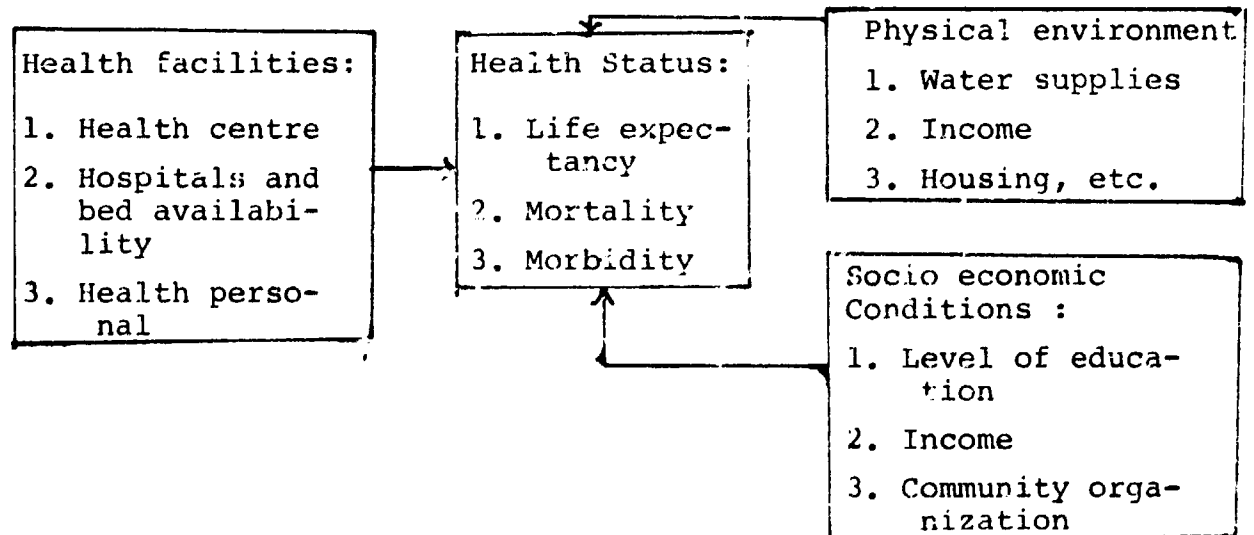 Health facilities:
1. Health centre
2. Hospitals and
bed availabi-
lity
3. Health perso-
nal
Health Status:
1. Life expec-
tancy
2. Mortality
3. Morbidity
Physical environment
1. Water supplies
2. Income
3. Housing, etc.
Socio economic
Conditions :
1. Level of educa-
tion
2. Income
3. Community orga-
nization